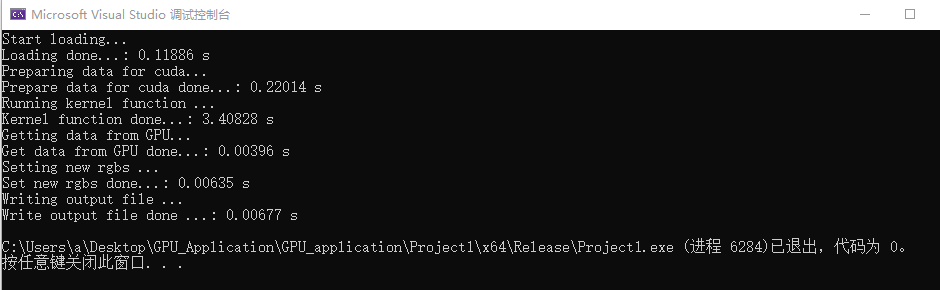 Microsoft Visual Studio 调试控制台
Start loading...
Loading done...: 0.11886 s
Preparing data for cuda...
Prepare data for cuda done...: 0.22014 s
Running kernel function ...
Kernel function done...: 3.40828 s
Getting data from GPU...
Get data from GPU done...: 0.00396 s
Setting new rgbs ...
Set new rgbs done...: 0.00635 s
Writing output file ...
Write output file done ...: 0.00677 s
C:\Users\a\Desktop\GPU_Application\GPU_application\Project1\x64\Release\Project1.exe (进程 6284)已退出，代码为 0。
按任意键关闭此窗口. . .